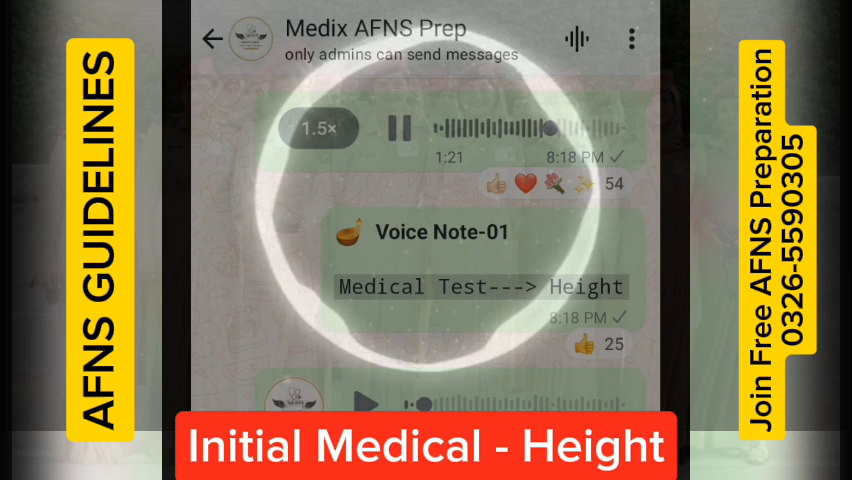 AFNS GUIDELINES
Medix AFNS Prep
only admins can send messages
1.5×
1:21
8:18 PM
54
Voice Note-01
Medical Test---> Height
8:18 PM
25
Initial Medical - Height
Join Free AFNS Preparation
0326-5590305